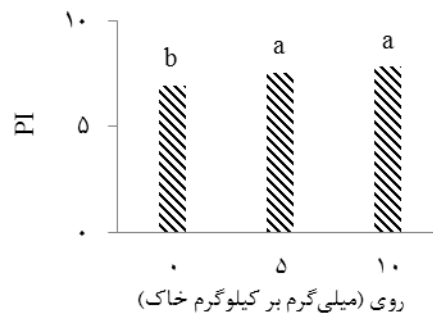 ۱۰
b a a
PI
۵
۰
۰ ۵ ۱۰
روی (میلی‌گرم بر کیلوگرم خاک)